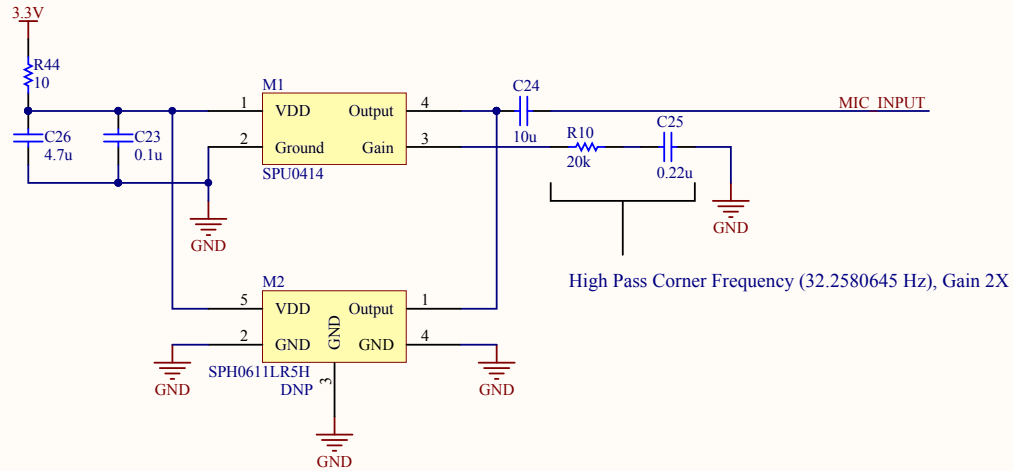 3.3V
R44
10
C26
4.7u
C23
0.1u
M1
1
VDD
Output
4
2
Ground
Gain
3
SPU0414
C24
10u
MIC_INPUT
R10
20k
C25
0.22u
GND
GND
High Pass Corner Frequency (32.2580645 Hz), Gain 2X
M2
5
VDD
Output
1
2
GND
GND
GND
4
SPH0611LR5H
DNP
3
GND
GND
GND